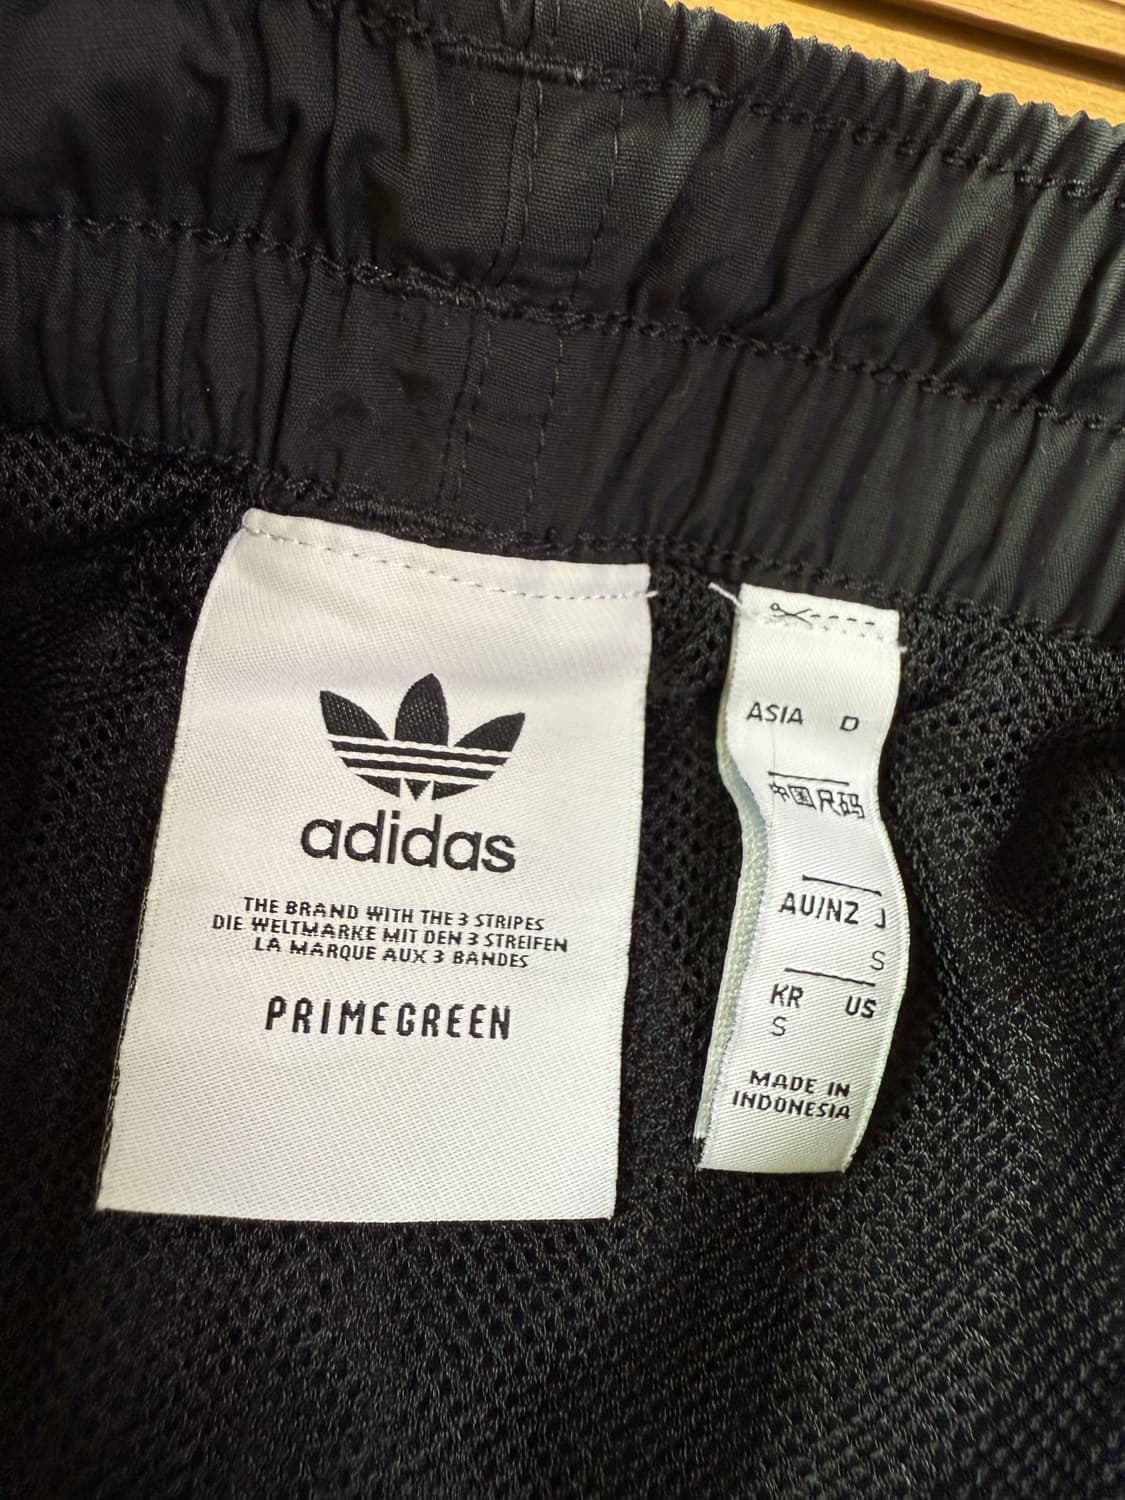 adidas
THE BRAND WITH THE 3 STRIPES
DIE WELTMARKE MIT DEN 3 STREIFEN
LA MARQUE AUX 3 BANDES
PRIMEGREEN
ASIA D
中国尺码
AU/NZ J
S
KR US
S
MADE IN
INDONESIA